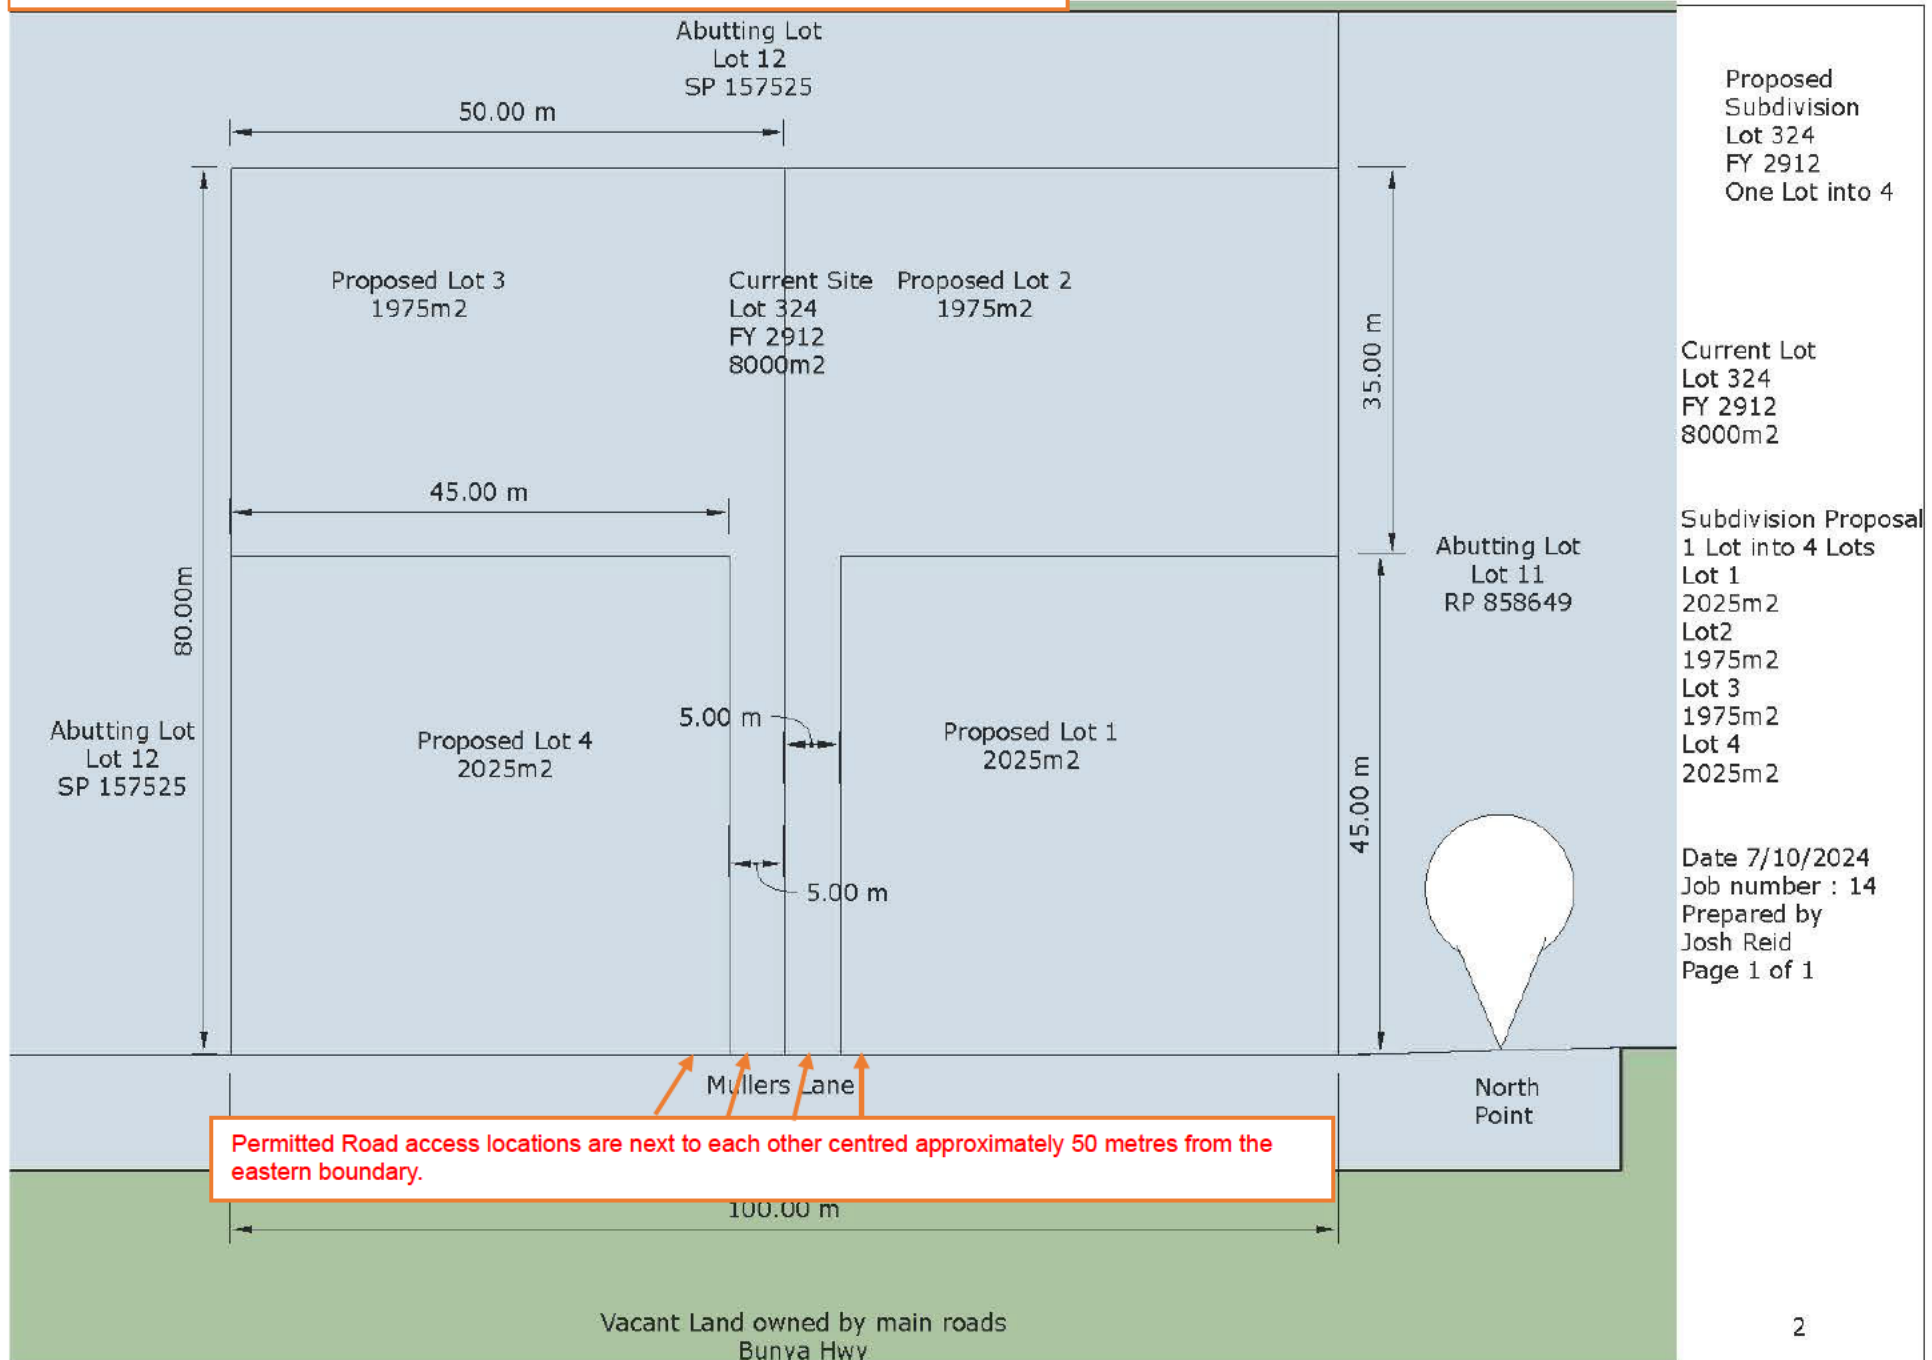 Abutting Lot
Lot 12
SP 157525
50.00 m
Proposed Lot 3
1975m2
Current Site
Lot 324
FY 2912
8000m2
Proposed Lot 2
1975m2
35.00 m
45.00 m
80.00m
Abutting Lot
Lot 11
RP 858649
Abutting Lot
Lot 12
SP 157525
Proposed Lot 4
2025m2
5.00 m
Proposed Lot 1
2025m2
45.00 m
5.00 m
Mullers Lane
North
Point
Permitted Road access locations are next to each other centred approximately 50 metres from the
eastern boundary.
100.00 m
Vacant Land owned by main roads
Bunya Hwy
Proposed
Subdivision
Lot 324
FY 2912
One Lot into 4
Current Lot
Lot 324
FY 2912
8000m2
Subdivision Proposal
1 Lot into 4 Lots
Lot 1
2025m2
Lot2
1975m2
Lot 3
1975m2
Lot 4
2025m2
Date 7/10/2024
Job number : 14
Prepared by
Josh Reid
Page 1 of 1
2